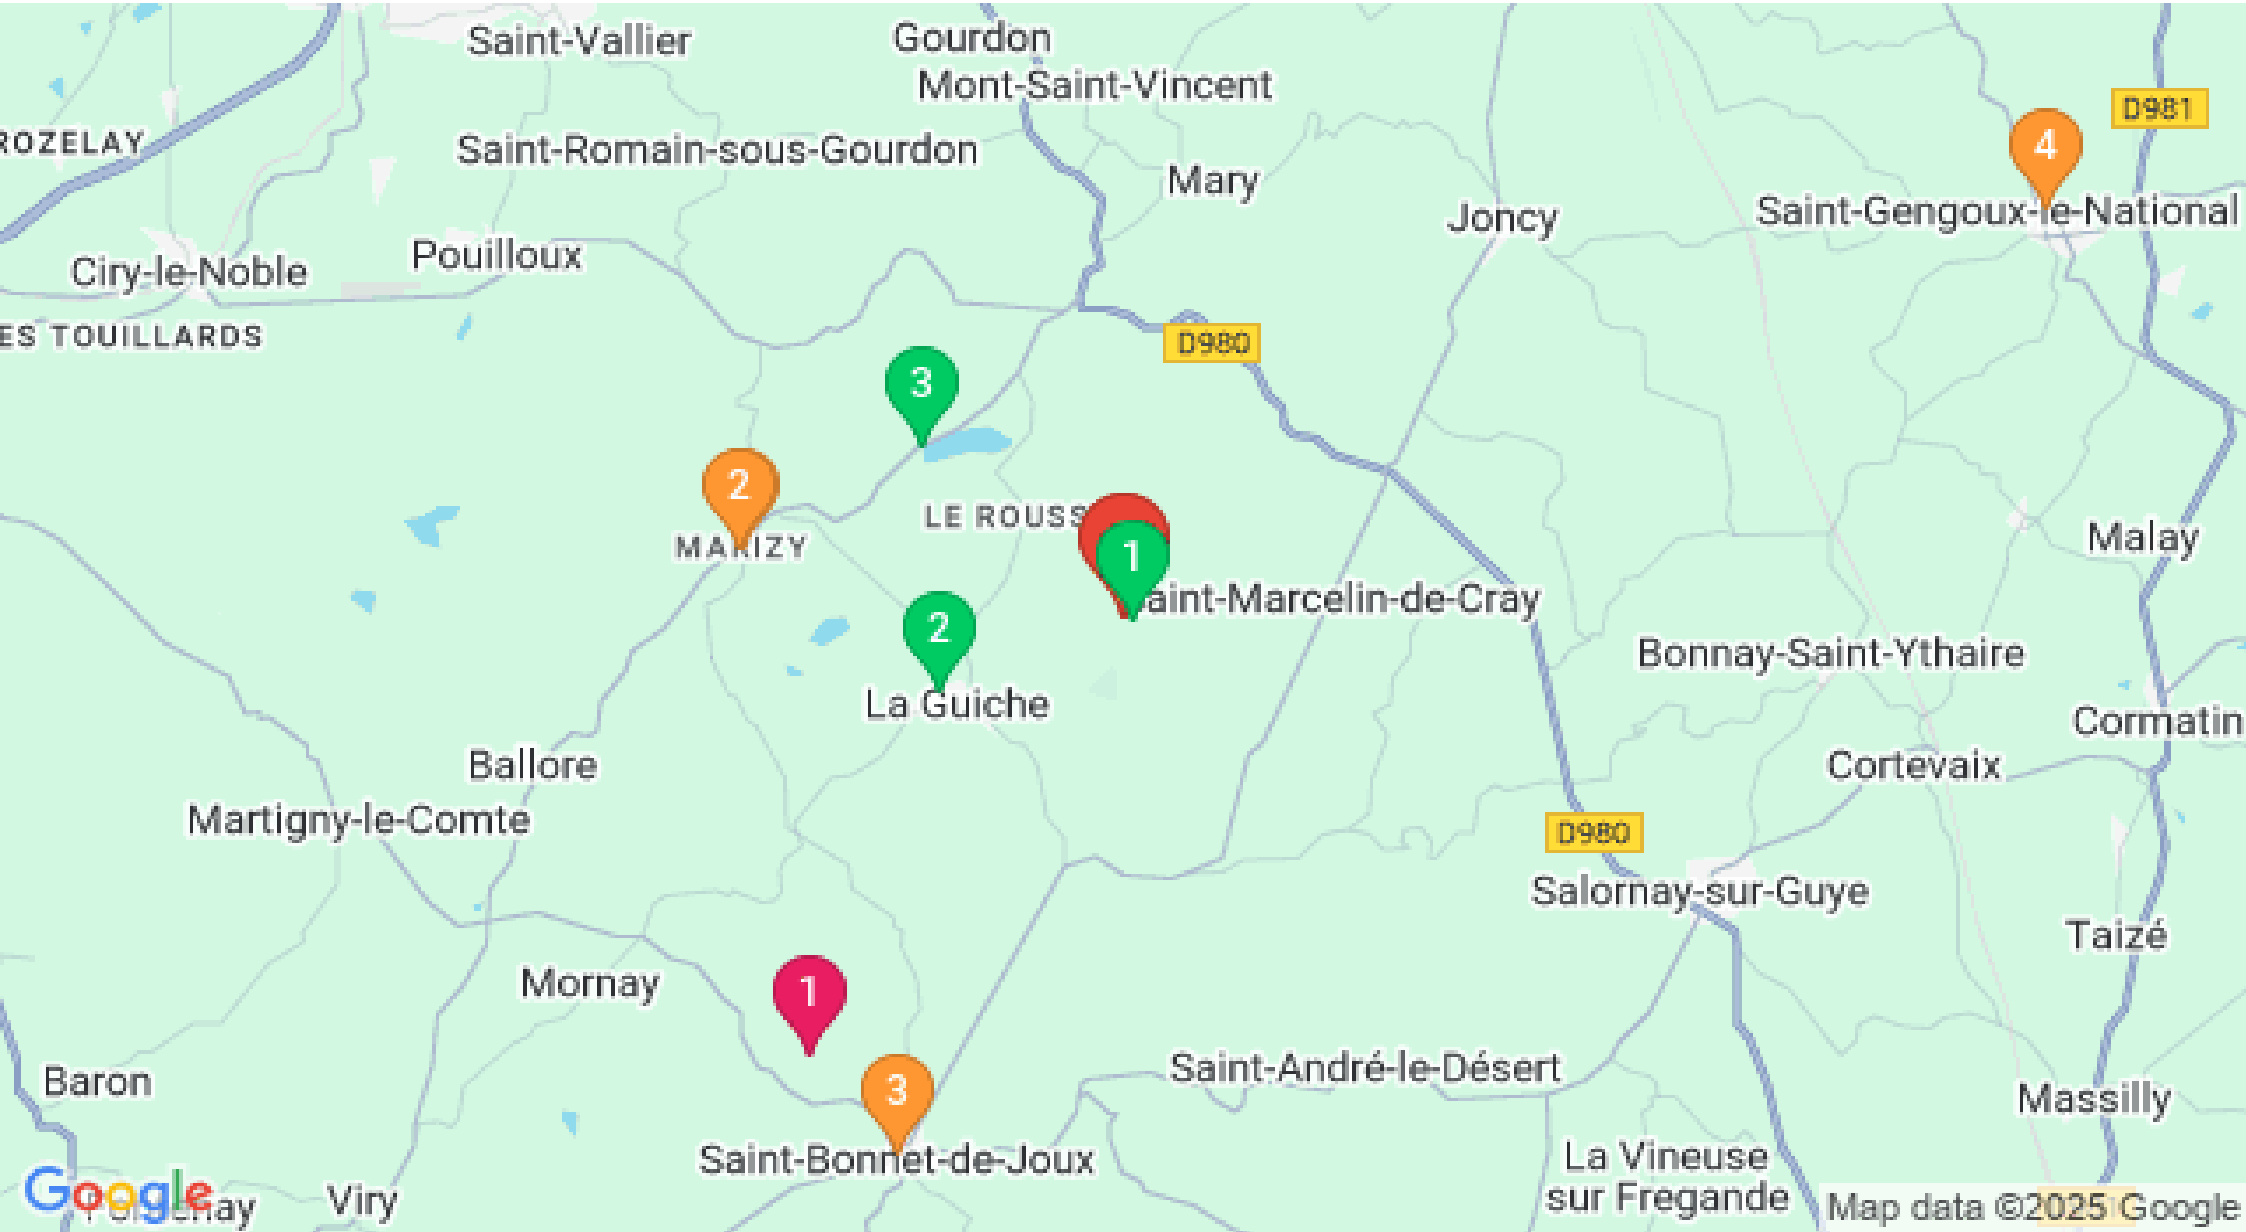 Saint-Vallier
Gourdon
Mont-Saint-Vincent
D981
ROZELAY
4
Saint-Romain-sous-Gourdon
Mary
Joncy
Saint-Gengoux-le-National
Pouilloux
Ciry-le-Noble
ES TOUILLARDS
D980
3
2
LE ROUSS
MARIZY
1
Malay
aint-Marcelin-de-Cray
2
Bonnay-Saint-Ythaire
La Guiche
Cormatin
Ballore
Cortevaix
Martigny-le-Comte
D980
Salornay-sur-Guye
Taizé
Mornay
1
Baron
3
Saint-André-le-Désert
Massilly
Saint-Bonnet-de-Joux
La Vineuse
sur Fregande
Google
Viry
Map data ©2025 Google